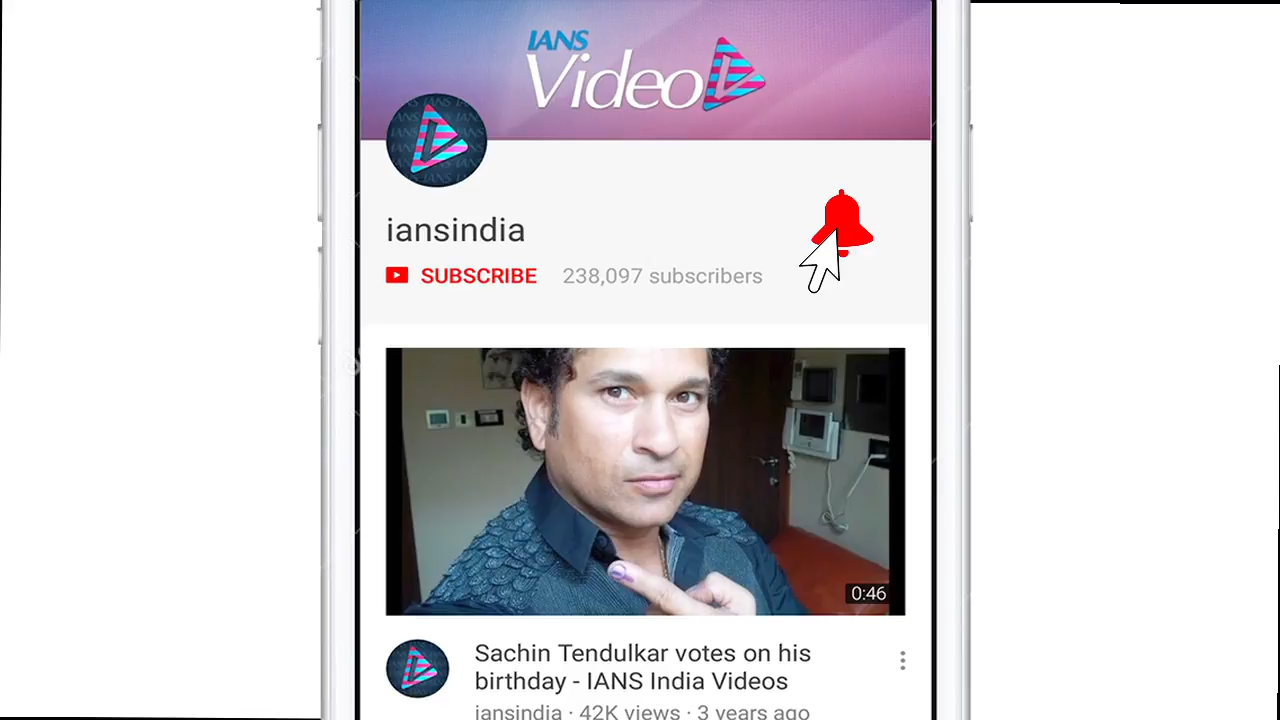 IANS
Video
iansindia
SUBSCRIBE 238,097 subscribers
0:46
Sachin Tendulkar votes on his
birthday - IANS India Videos
iansindia · 42K views · 3 years ago